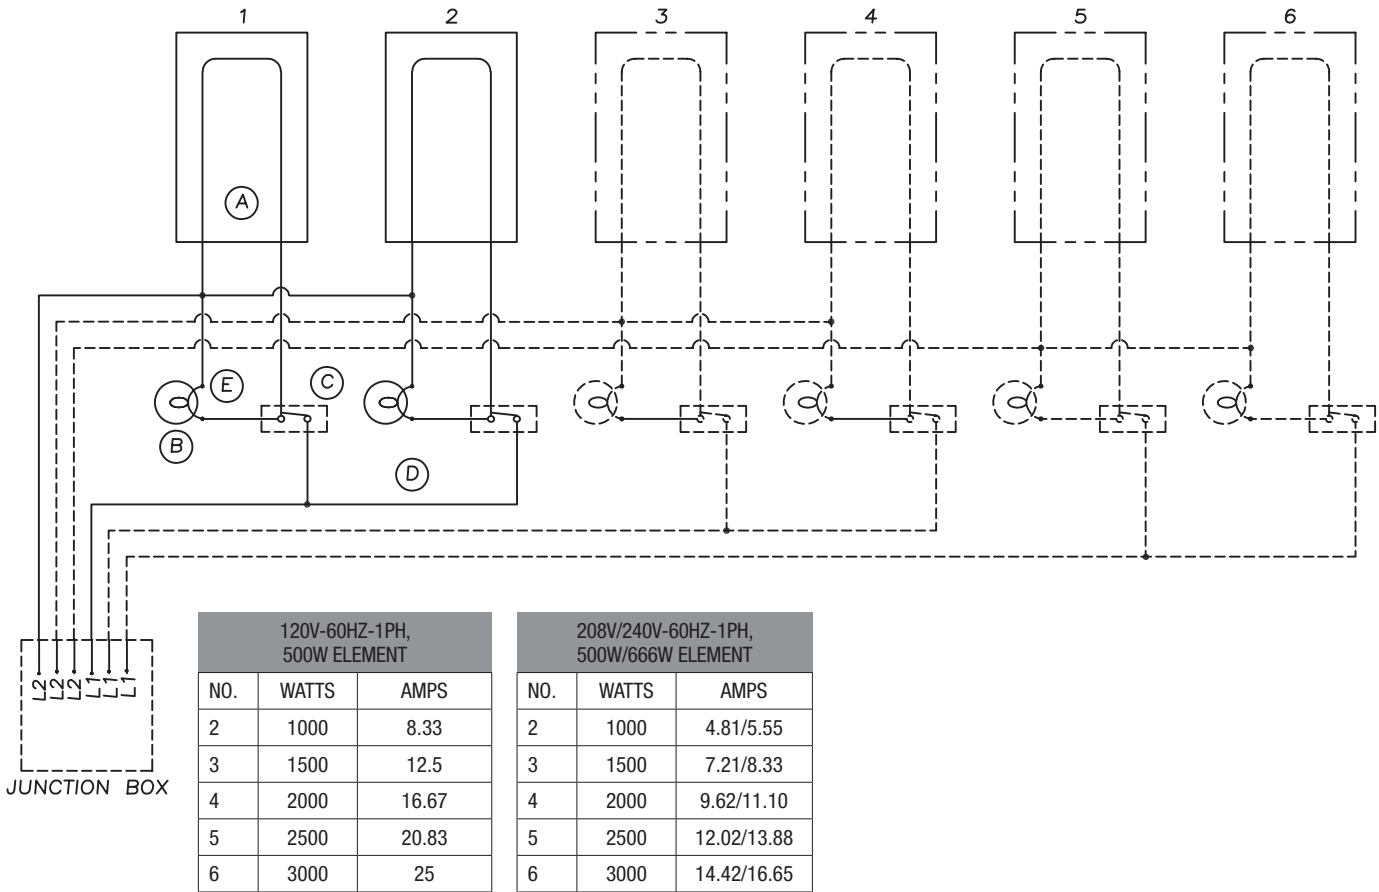 1 2 3 4 5 6
A
E C
B
D
L2 L2 L2 L1 L1 L1
JUNCTION BOX
120V-60HZ-1PH,
500W ELEMENT
NO. WATTS AMPS
2 1000 8.33
3 1500 12.5
4 2000 16.67
5 2500 20.83
6 3000 25
208V/240V-60HZ-1PH,
500W/666W ELEMENT
NO. WATTS AMPS
2 1000 4.81/5.55
3 1500 7.21/8.33
4 2000 9.62/11.10
5 2500 12.02/13.88
6 3000 14.42/16.65